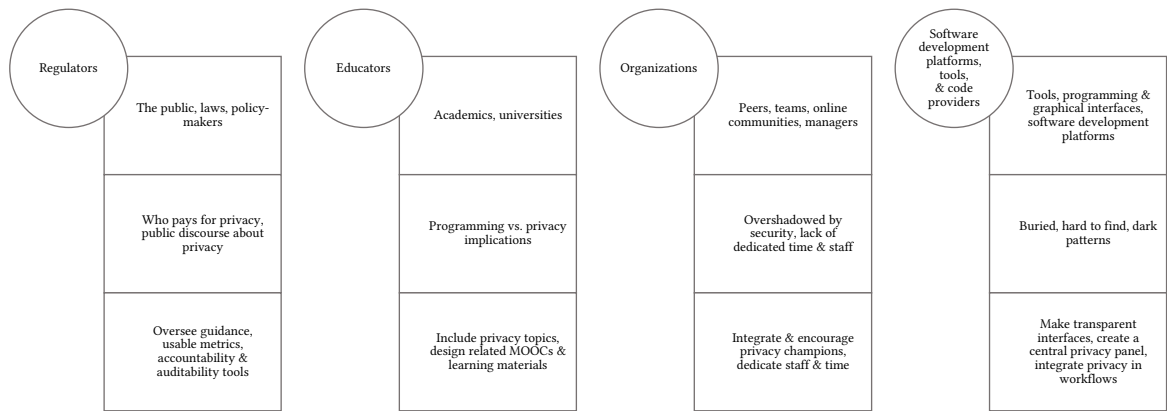 Regulators
The public, laws, policy-
makers
Who pays for privacy,
public discourse about
privacy
Oversee guidance,
usable metrics,
accountability &
auditability tools
Educators
Academics, universities
Programming vs. privacy
implications
Include privacy topics,
design related MOOCs &
learning materials
Organizations
Peers, teams, online
communities, managers
Overshadowed by
security, lack of
dedicated time & staff
Integrate & encourage
privacy champions,
dedicate staff & time
Software
development
platforms,
tools,
& code
providers
Tools, programming &
graphical interfaces,
software development
platforms
Buried, hard to find, dark
patterns
Make transparent
interfaces, create a
central privacy panel,
integrate privacy in
workflows